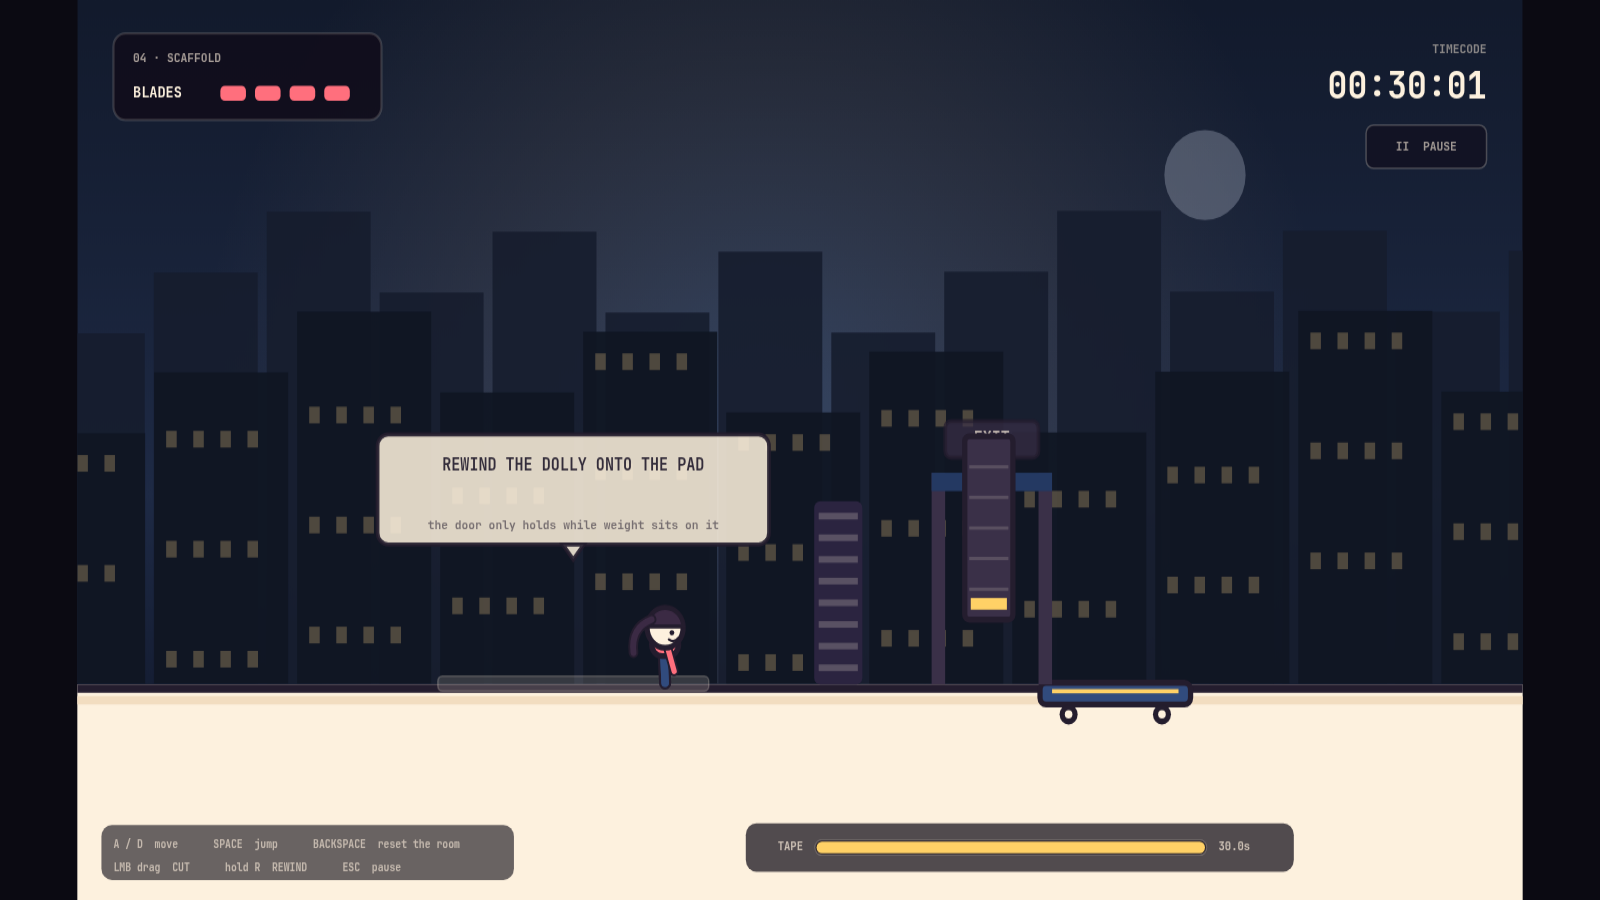 04 · SCAFFOLD
BLADES
TIMECODE
00:30:01
II PAUSE
REWIND THE DOLLY ONTO THE PAD
the door only holds while weight sits on it
A / D move SPACE jump BACKSPACE reset the room
LMB drag CUT hold R REWIND ESC pause
TAPE 30.0s